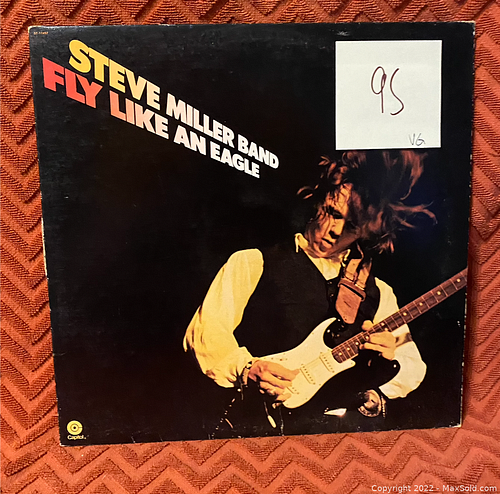 STEVE MILLER BAND
FLY LIKE AN EAGLE
95
VG
Capitol
Copyright 2022 - MaxSold.com